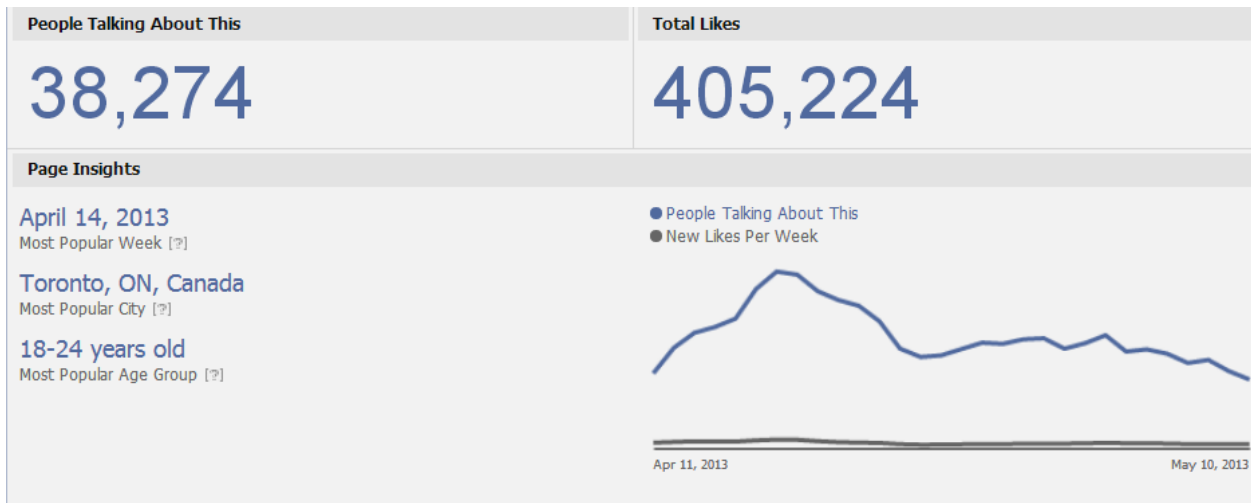 People Talking About This
38,274
Total Likes
405,224
Page Insights
April 14, 2013
Most Popular Week [?]
Toronto, ON, Canada
Most Popular City [?]
18-24 years old
Most Popular Age Group [?]
People Talking About This
New Likes Per Week
Apr 11, 2013
May 10, 2013